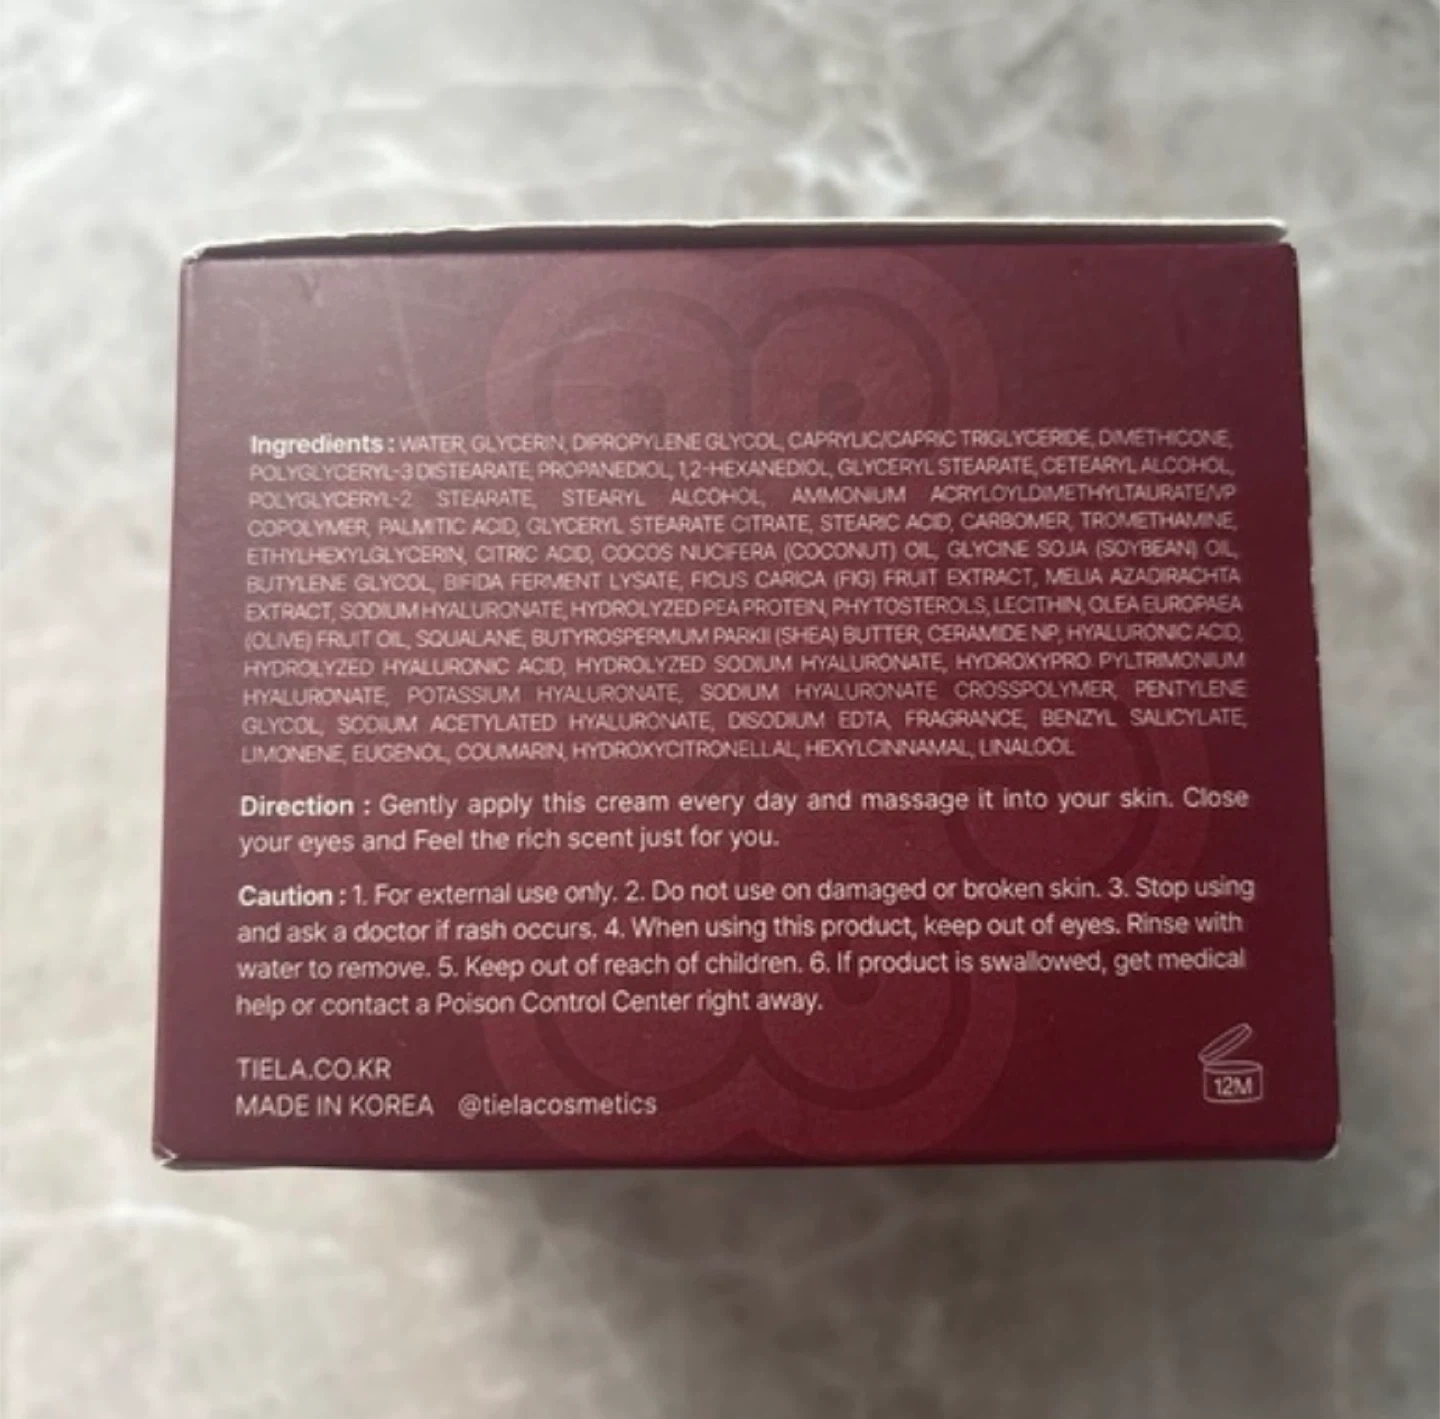 Ingredients : WATER, GLYCERIN, DIPROPYLENE GLYCOL, CAPRYLIC/CAPRIC TRIGLYCERIDE, DIMETHICONE,
POLYGLYCERYL-3 DISTEARATE, PROPANEDIOL, 1,2-HEXANEDIOL, GLYCERYL STEARATE, CETEARYL ALCOHOL,
POLYGLYCERYL-2 STEARATE, STEARYL ALCOHOL, AMMONIUM ACRYLOYLDIMETHYLTAURATE/VP
COPOLYMER, PALMITIC ACID, GLYCERYL STEARATE CITRATE, STEARIC ACID, CARBOMER, TROMETHAMINE,
ETHYLHEXYLGLYCERIN, CITRIC ACID, COCOS NUCIFERA (COCONUT) OIL, GLYCINE SOJA (SOYBEAN) OIL,
BUTYLENE GLYCOL, BIFIDA FERMENT LYSATE, FICUS CARICA (FIG) FRUIT EXTRACT, MELIA AZADIRACHTA
EXTRACT, SODIUM HYALURONATE, HYDROLYZED PEA PROTEIN, PHYTOSTEROLS, LECITHIN, OLEA EUROPAEA
(OLIVE) FRUIT OIL, SQUALANE, BUTYROSPERMUM PARKII (SHEA) BUTTER, CERAMIDE NP, HYALURONIC ACID,
HYDROLYZED HYALURONIC ACID, HYDROLYZED SODIUM HYALURONATE, HYDROXYPRO PYLTRIMONIUM
HYALURONATE, POTASSIUM HYALURONATE, SODIUM HYALURONATE CROSSPOLYMER, PENTYLENE
GLYCOL, SODIUM ACETYLATED HYALURONATE, DISODIUM EDTA, FRAGRANCE, BENZYL SALICYLATE,
LIMONENE, EUGENOL, COUMARIN, HYDROXYCITRONELLAL, HEXYLCINNAMAL, LINALOOL
Direction : Gently apply this cream every day and massage it into your skin. Close
your eyes and Feel the rich scent just for you.
Caution : 1. For external use only. 2. Do not use on damaged or broken skin. 3. Stop using
and ask a doctor if rash occurs. 4. When using this product, keep out of eyes. Rinse with
water to remove. 5. Keep out of reach of children. 6. If product is swallowed, get medical
help or contact a Poison Control Center right away.
TIELA.CO.KR
MADE IN KOREA @tielacosmetics
12M